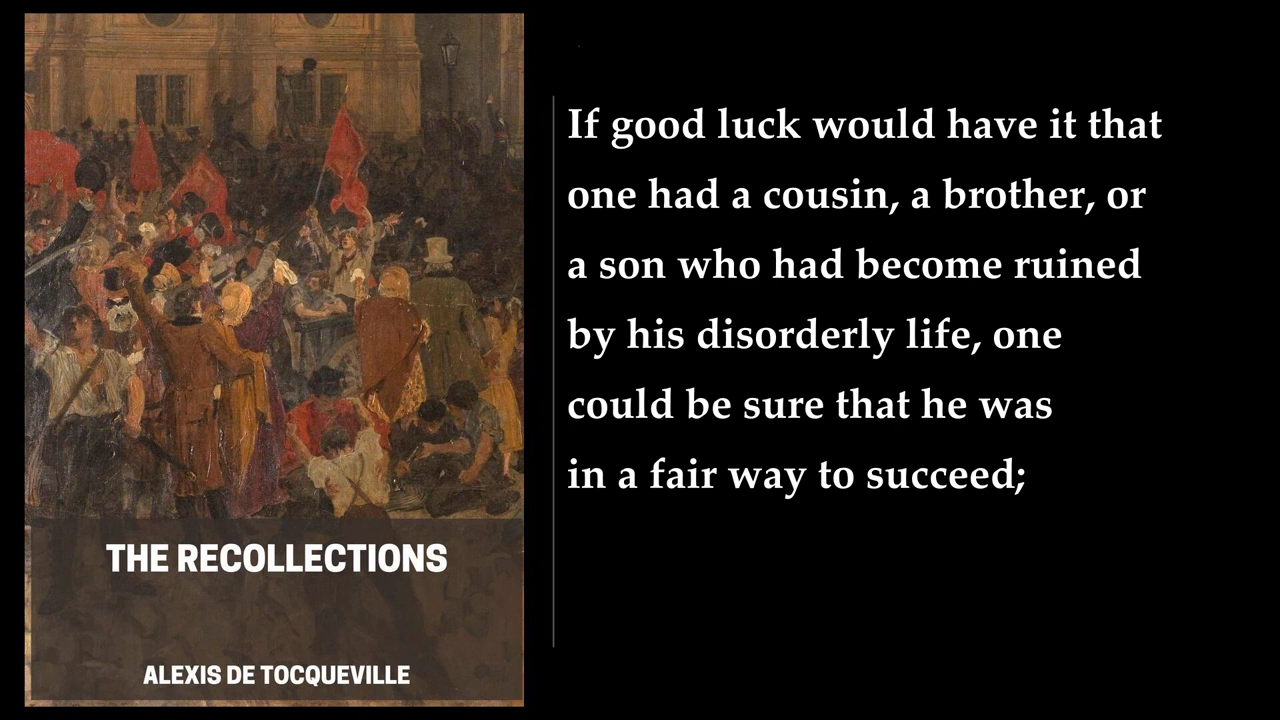 THE RECOLLECTIONS
ALEXIS DE TOCQUEVILLE
If good luck would have it that
one had a cousin, a brother, or
a son who had become ruined
by his disorderly life, one
could be sure that he was
in a fair way to succeed;